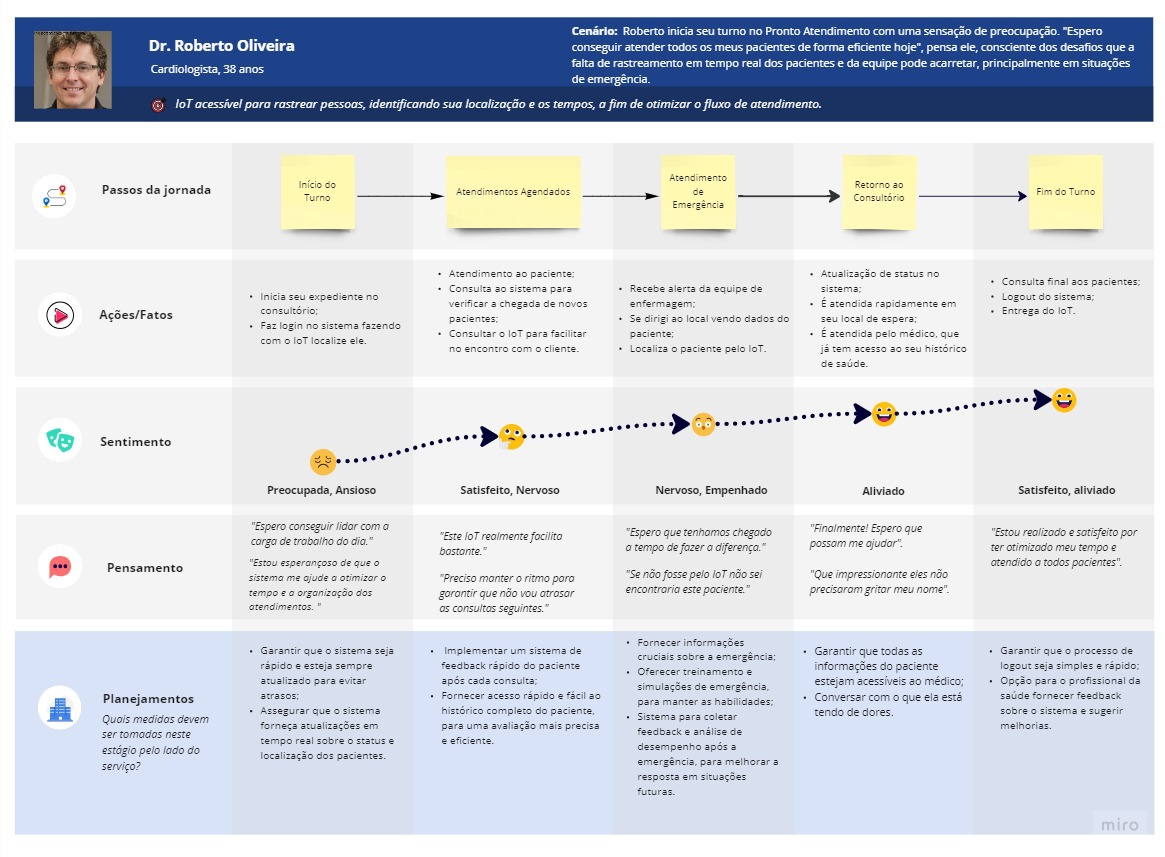 Dr. Roberto Oliveira
Cardiologista, 38 anos
Cenário: Roberto inicia seu turno no Pronto Atendimento com uma sensação de preocupação. "Espero
conseguir atender todos os meus pacientes de forma eficiente hoje", pensa ele, consciente dos desafios que a
falta de rastreamento em tempo real dos pacientes e da equipe pode acarretar, principalmente em situações
de emergência.
IoT acessível para rastrear pessoas, identificando sua localização e os tempos, a fim de otimizar o fluxo de atendimento.
Passos da jornada
Início do
Turno
Atendimentos Agendados
Atendimento
de
Emergência
Retorno ao
Consultório
Fim do Turno
Ações/Fatos
• Inicia seu expediente no
consultório;
• Faz login no sistema fazendo
com o IoT localize ele.
• Atendimento ao paciente;
• Consulta ao sistema para
verificar a chegada de novos
pacientes;
• Consultar o IoT para facilitar
no encontro com o cliente.
• Recebe alerta da equipe de
enfermagem;
• Se dirigi ao local vendo dados do
paciente;
• Localiza o paciente pelo IoT.
• Atualização de status no
sistema;
• É atendida rapidamente em
seu local de espera;
• É atendida pelo médico, que
já tem acesso ao seu histórico
de saúde.
• Consulta final aos pacientes;
• Logout do sistema;
• Entrega do IoT.
Sentimento
Preocupada, Ansioso
Satisfeito, Nervoso
Nervoso, Empenhado
Aliviado
Satisfeito, aliviado
Pensamento
"Espero conseguir lidar com a
carga de trabalho do dia."
"Estou esperançoso de que o
sistema me ajude a otimizar o
tempo e a organização dos
atendimentos. "
"Este IoT realmente facilita
bastante."
"Preciso manter o ritmo para
garantir que não vou atrasar
as consultas seguintes."
"Espero que tenhamos chegado
a tempo de fazer a diferença."
"Se não fosse pelo IoT não sei
encontraria este paciente."
"Finalmente! Espero que
possam me ajudar".
"Que impressionante eles não
precisaram gritar meu nome".
"Estou realizado e satisfeito por
ter otimizado meu tempo e
atendido a todos pacientes".
Planejamentos
Quais medidas devem
ser tomadas neste
estágio pelo lado do
serviço?
• Garantir que o sistema seja
rápido e esteja sempre
atualizado para evitar
atrasos;
• Assegurar que o sistema
forneça atualizações em
tempo real sobre o status e
localização dos pacientes.
• Implementar um sistema de
feedback rápido do paciente
após cada consulta;
• Fornecer acesso rápido e fácil ao
histórico completo do paciente,
para uma avaliação mais precisa
e eficiente.
• Fornecer informações
cruciais sobre a emergência;
• Oferecer treinamento e
simulações de emergência,
para manter as habilidades;
• Sistema para coletar
feedback e análise de
desempenho após a
emergência, para melhorar a
resposta em situações
futuras.
• Garantir que todas as
informações do paciente
estejam acessíveis ao médico;
• Conversar com o que ela está
tendo de dores.
• Garantir que o processo de
logout seja simples e rápido;
• Opção para o profissional da
saúde fornecer feedback
sobre o sistema e sugerir
melhorias.
miro